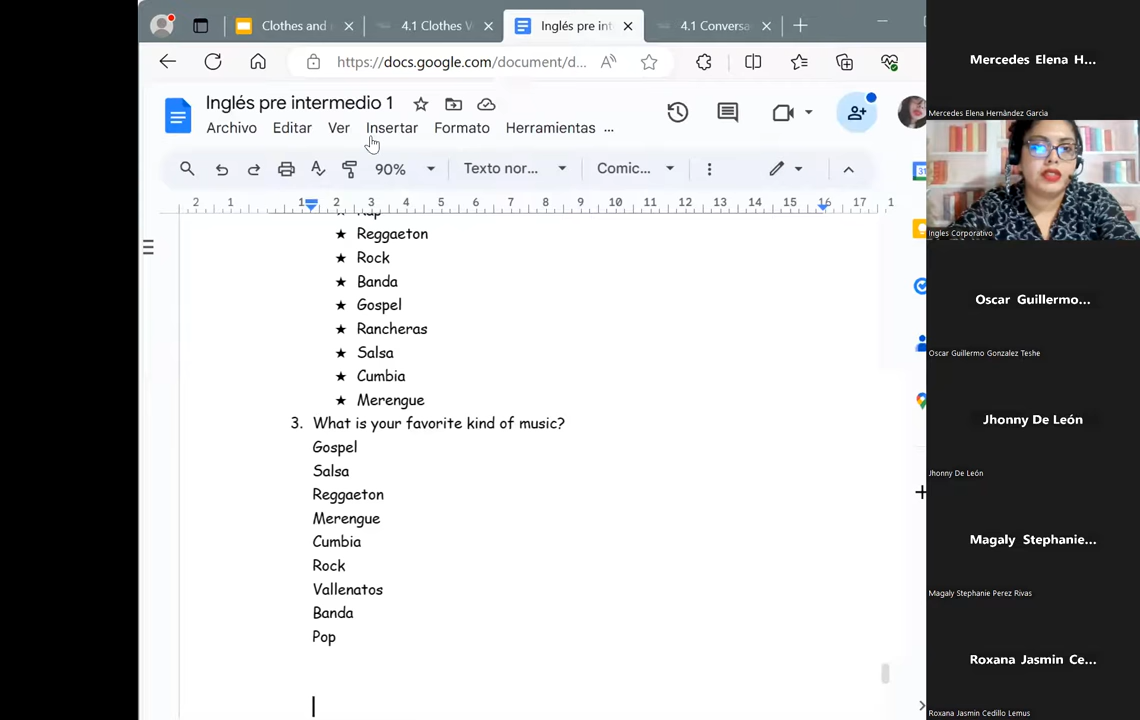 Clothes and
4.1 Clothes V
Inglés pre int
4.1 Conversa
https://docs.google.com/document/d...
Inglés pre intermedio 1
Archivo Editar Ver Insertar Formato Herramientas ...
90% Texto nor... Comic...
2 1 1 2 3 4 5 6 7 8 9 10 11 12 13 14 15 16 17 1
Rap
★ Reggaeton
★ Rock
★ Banda
★ Gospel
★ Rancheras
★ Salsa
★ Cumbia
★ Merengue
3. What is your favorite kind of music?
Gospel
Salsa
Reggaeton
Merengue
Cumbia
Rock
Vallenatos
Banda
Pop
Mercedes Elena H...
Mercedes Elena Hernández Garcia
Ingles Corporativo
Oscar Guillermo...
Oscar Guillermo Gonzalez Teshe
Jhonny De León
Jhonny De León
Magaly Stephanie...
Magaly Stephanie Perez Rivas
Roxana Jasmin Ce...
Roxana Jasmin Cedillo Lemus